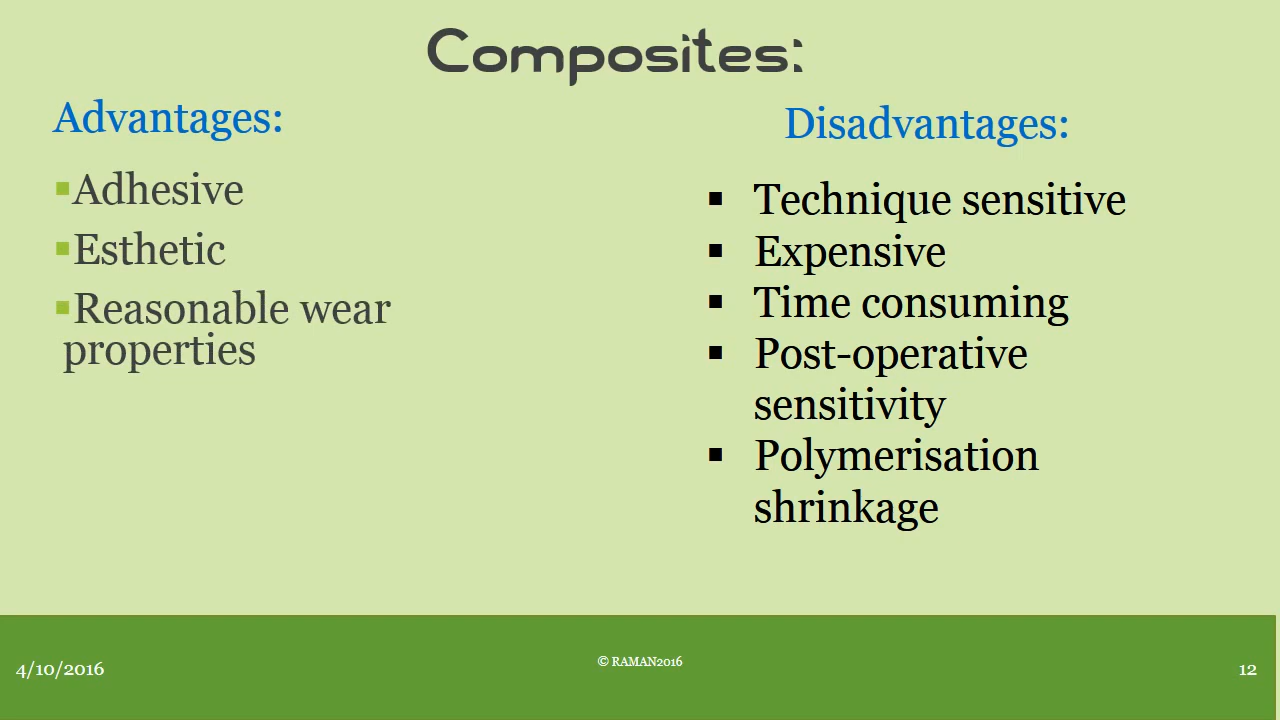 Composites:
Advantages:
▪Adhesive
▪Esthetic
▪Reasonable wear
properties
Disadvantages:
▪ Technique sensitive
▪ Expensive
▪ Time consuming
▪ Post-operative
sensitivity
▪ Polymerisation
shrinkage
4/10/2016
© RAMAN2016
12